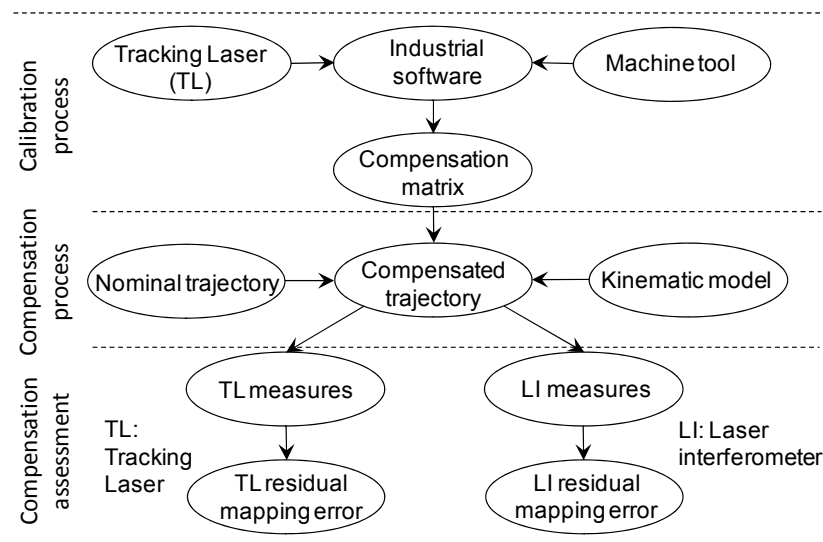 Calibration
process
Tracking Laser
(TL)
Industrial
software
Machine tool
Compensation
matrix
Compensation
process
Nominal trajectory
Compensated
trajectory
Kinematic model
Compensation
assessment
TL measures
LI measures
TL:
Tracking
Laser
LI: Laser
interferometer
TL residual
mapping error
LI residual
mapping error